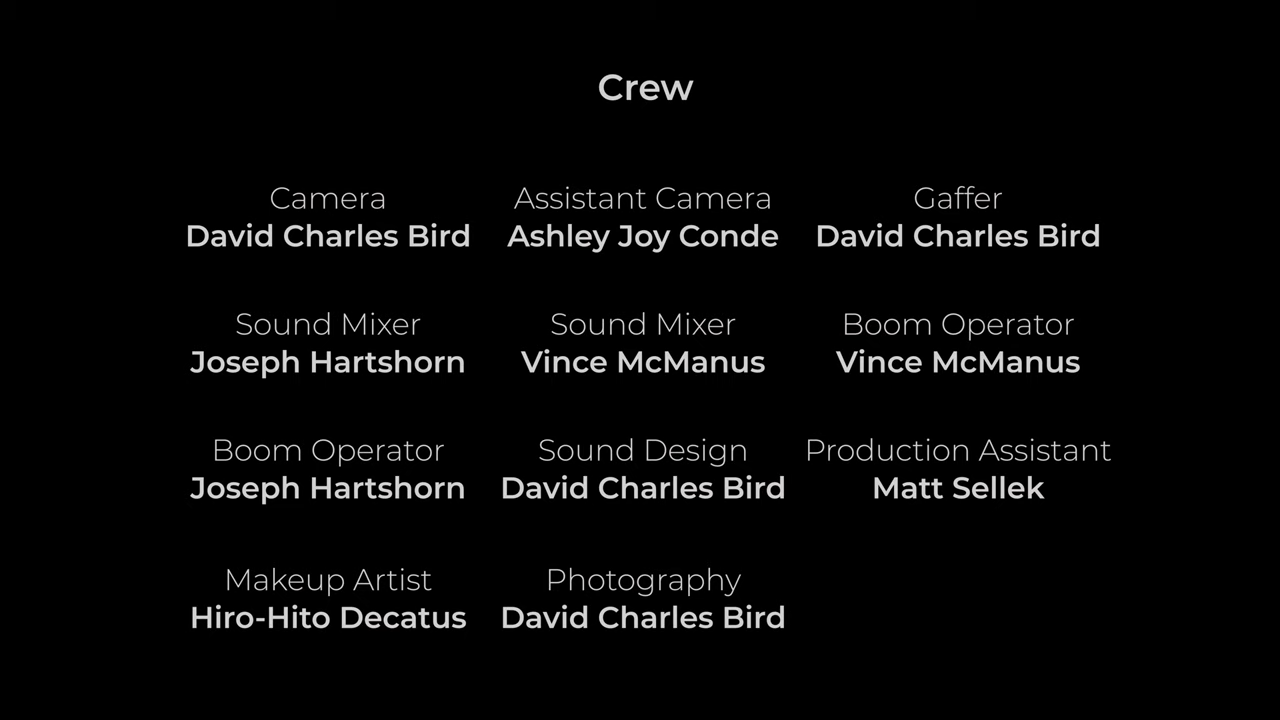 Crew
Camera
David Charles Bird
Assistant Camera
Ashley Joy Conde
Gaffer
David Charles Bird
Sound Mixer
Joseph Hartshorn
Sound Mixer
Vince McManus
Boom Operator
Vince McManus
Boom Operator
Joseph Hartshorn
Sound Design
David Charles Bird
Production Assistant
Matt Sellek
Makeup Artist
Hiro-Hito Decatus
Photography
David Charles Bird